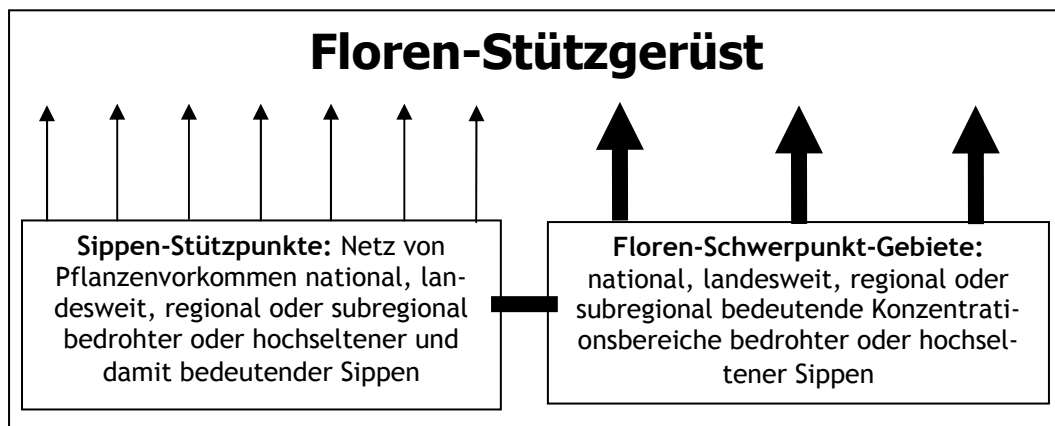 Floren-Stützgerüst
Sippen-Stützpunkte: Netz von
Pflanzenvorkommen national, lan-
desweit, regional oder subregional
bedrohter oder hochseltener und
damit bedeutender Sippen
Floren-Schwerpunkt-Gebiete:
national, landesweit, regional oder
subregional bedeutende Konzentrati-
onsbereiche bedrohter oder hochsel-
tener Sippen